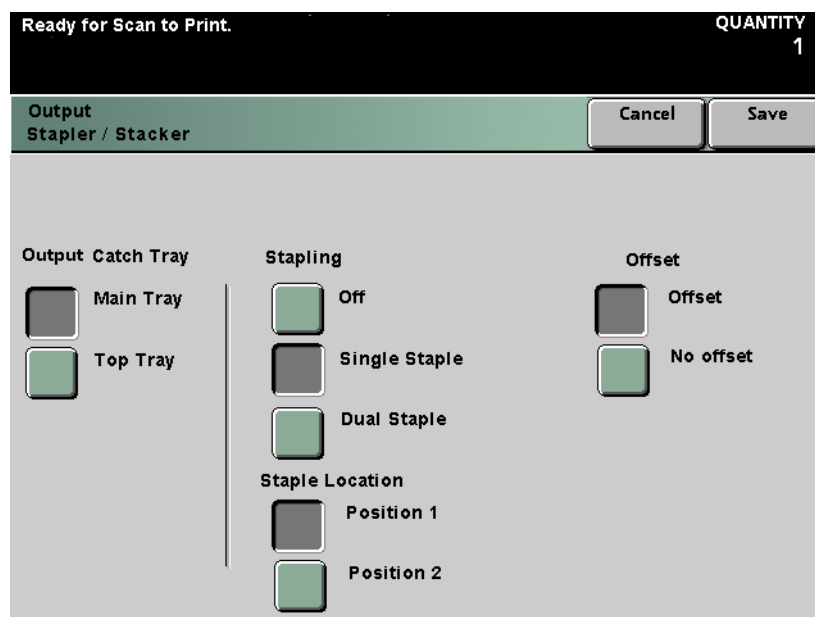 Ready for Scan to Print.
QUANTITY
1
Output
Stapler / Stacker
Cancel
Save
Output Catch Tray
Main Tray
Top Tray
Stapling
Off
Single Staple
Dual Staple
Staple Location
Position 1
Position 2
Offset
Offset
No offset